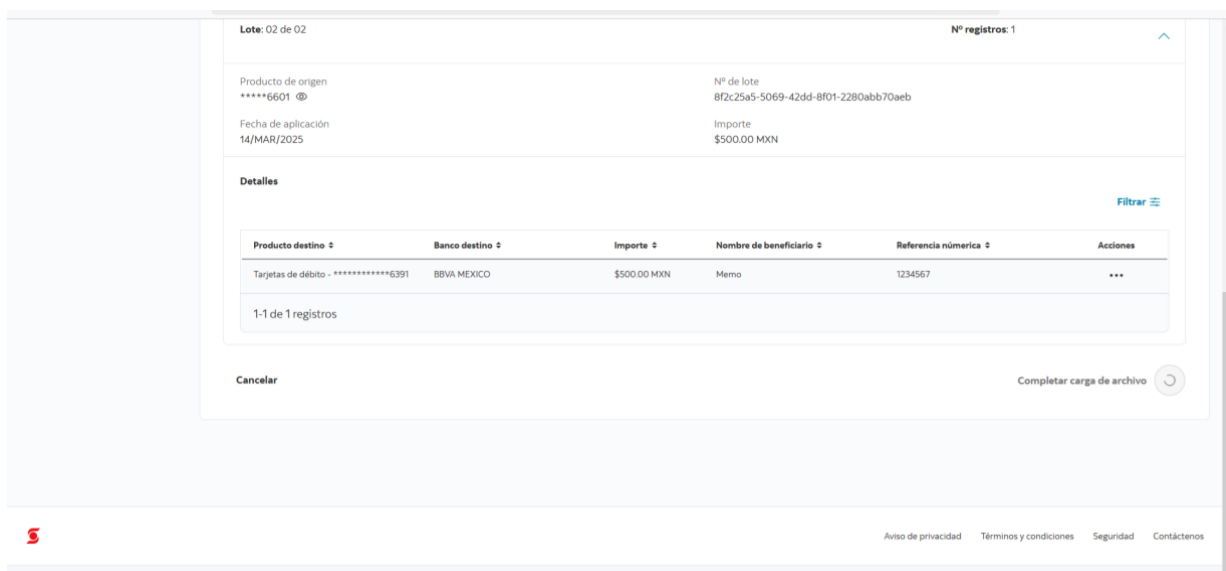 Lote: 02 de 02 Nº registros: 1
Producto de origen Nº de lote
*****6601 8f2c25a5-5069-42dd-8f01-2280abb70aeb
Fecha de aplicación Importe
14/MAR/2025 $500.00 MXN
Detalles
Filtrar
Producto destino Banco destino Importe Nombre de beneficiario Referencia númerica Acciones
Tarjetas de débito - ************6391 BBVA MEXICO $500.00 MXN Memo 1234567 •••
1-1 de 1 registros
Cancelar Completar carga de archivo
Aviso de privacidad Términos y condiciones Seguridad Contáctenos